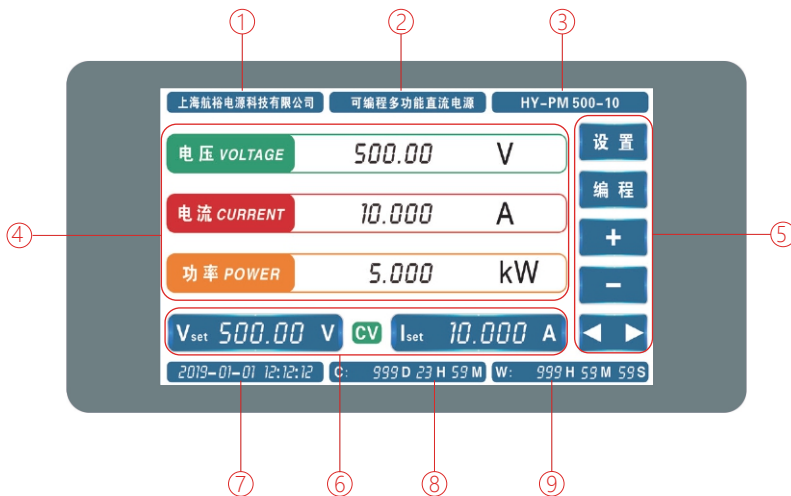 ① ② ③
上海航裕电源科技有限公司 可编程多功能直流电源 HY-PM 500-10
电压 VOLTAGE 500.00 V
设置
编程
电流 CURRENT 10.000 A
④ ⑤
+
功率 POWER 5.000 kW
−
Vset 500.00 V CV Iset 10.000 A ◀ ▶
2019-01-01 12:12:12 C: 999 D 23 H 59 M W: 999 H 59 M 59 S
⑦ ⑥ ⑧ ⑨